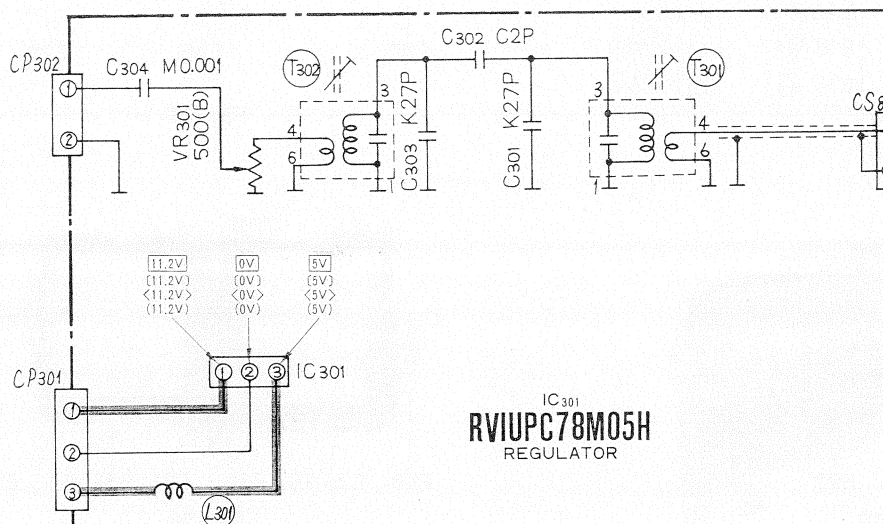 CP302
1
2
C304 M0.001
VR301
500(B)
T302
3
4
6
1
C303 K27P
C302 C2P
C301 K27P
T301
3
4
6
1
11.2V
(11.2V)
<11.2V>
(11.2V)
0V
(0V)
<0V>
(0V)
5V
(5V)
<5V>
(5V)
1 2 3
IC301
CP301
1
2
3
L301
IC301
RVIUPC78M05H
REGULATOR